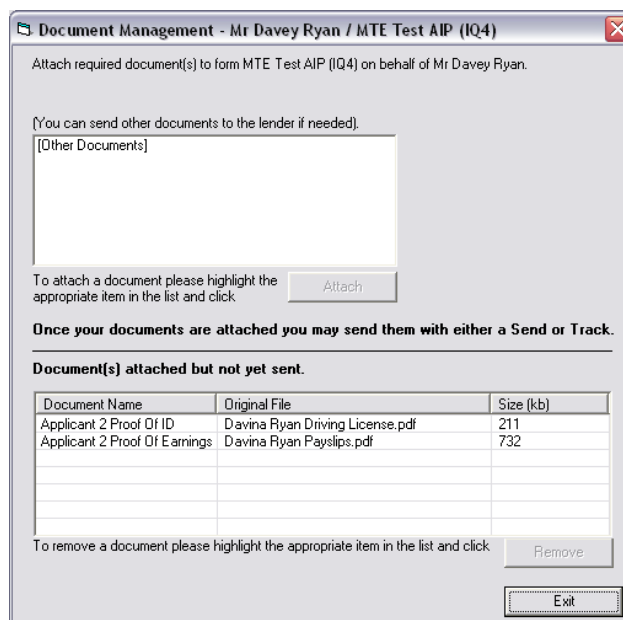 Document Management - Mr Davey Ryan / MTE Test AIP (IQ4)
Attach required document(s) to form MTE Test AIP (IQ4) on behalf of Mr Davey Ryan.
(You can send other documents to the lender if needed).
[Other Documents]
To attach a document please highlight the
appropriate item in the list and click
Attach
Once your documents are attached you may send them with either a Send or Track.
Document(s) attached but not yet sent.
Document Name Original File Size (kb)
Applicant 2 Proof Of ID Davina Ryan Driving License.pdf 211
Applicant 2 Proof Of Earnings Davina Ryan Payslips.pdf 732
To remove a document please highlight the appropriate item in the list and click
Remove
Exit